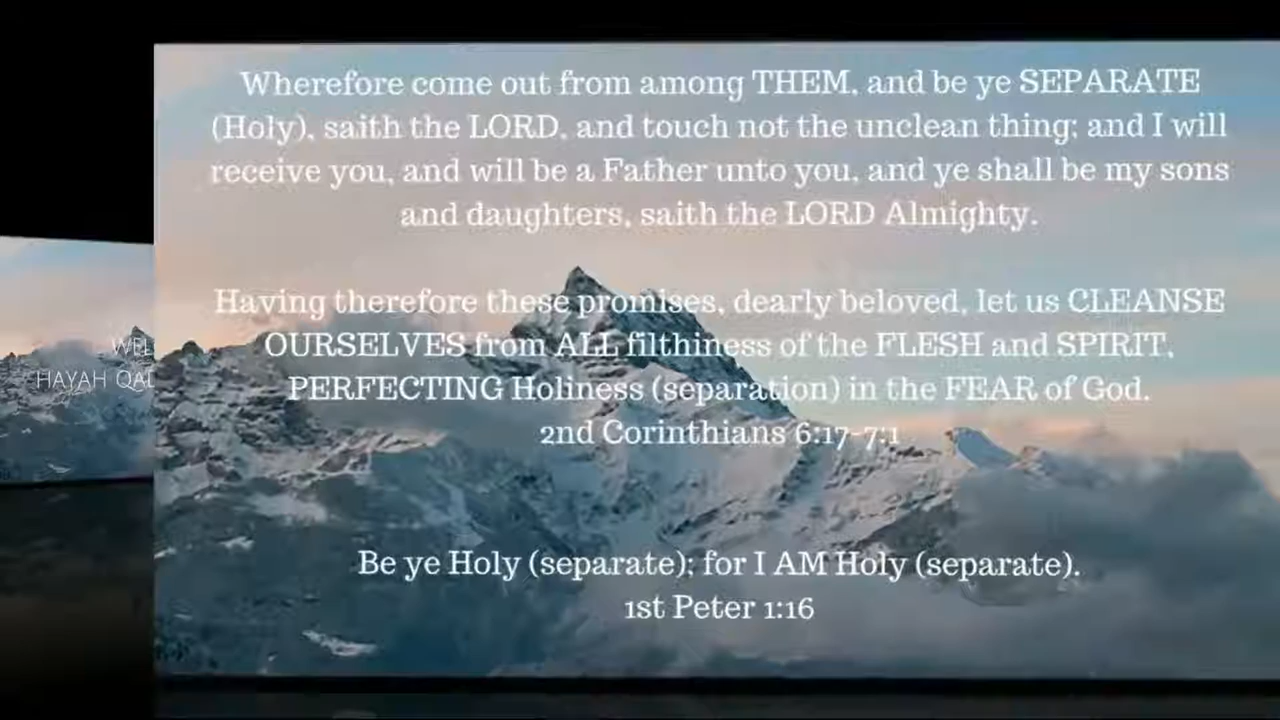 Wherefore come out from among THEM, and be ye SEPARATE
(Holy), saith the LORD, and touch not the unclean thing; and I will
receive you, and will be a Father unto you, and ye shall be my sons
and daughters, saith the LORD Almighty.
Having therefore these promises, dearly beloved, let us CLEANSE
OURSELVES from ALL filthiness of the FLESH and SPIRIT,
PERFECTING Holiness (separation) in the FEAR of God.
2nd Corinthians 6:17-7:1
Be ye Holy (separate); for I AM Holy (separate).
1st Peter 1:16
WEL
HAYAH QAL